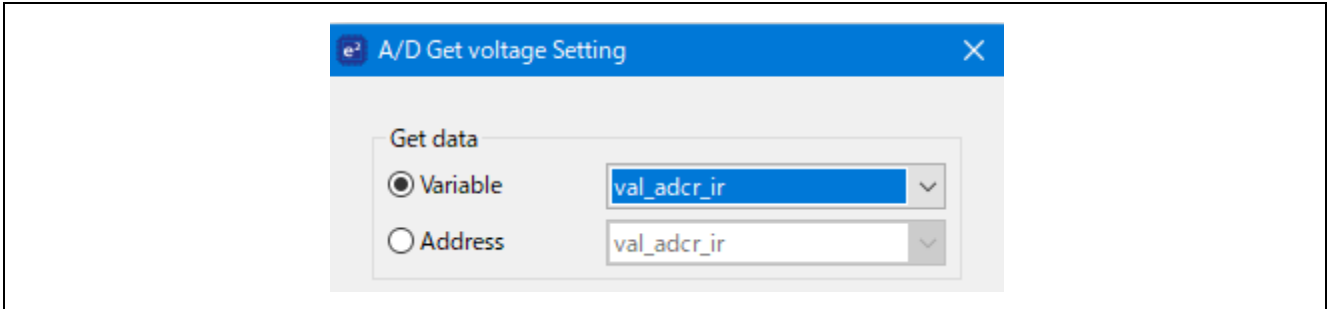 e² A/D Get voltage Setting
Get data
Variable val_adcr_ir
Address val_adcr_ir